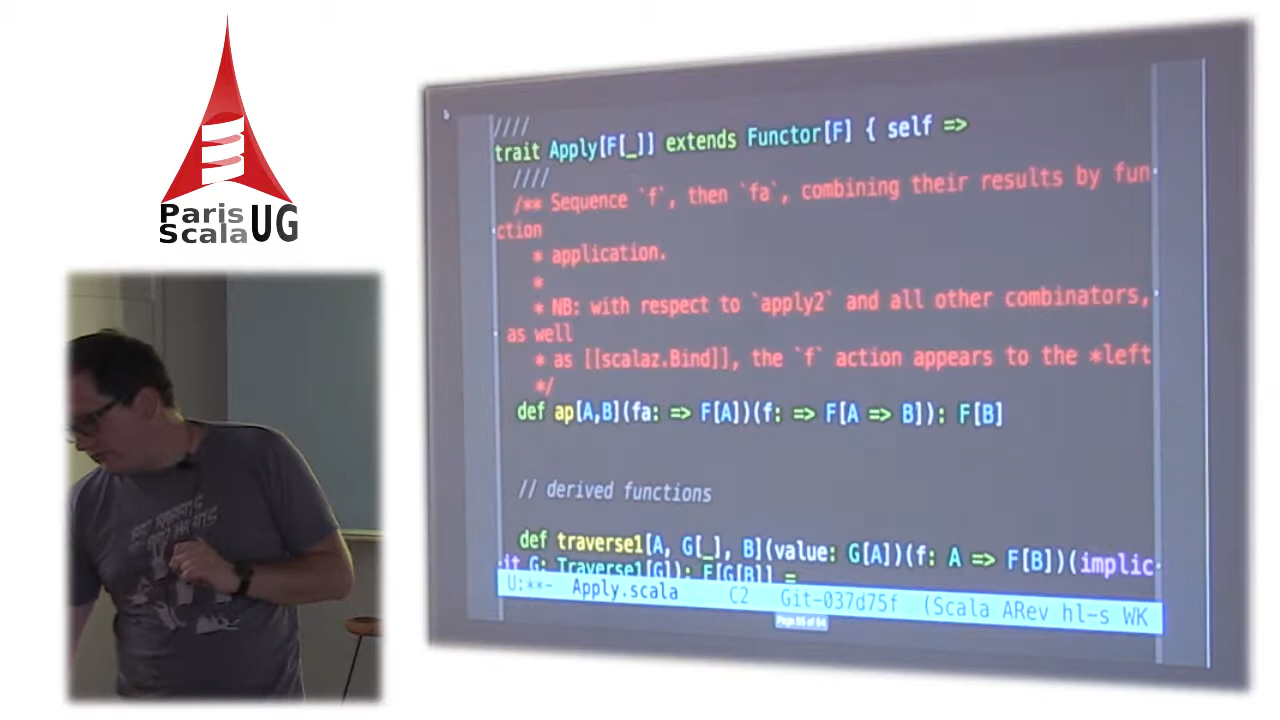 Paris
Scala UG
////
trait Apply[F[_]] extends Functor[F] { self =>
////
/** Sequence `f`, then `fa`, combining their results by fun
ction
* application.
*
* NB: with respect to `apply2` and all other combinators,
as well
* as [[scalaz.Bind]], the `f` action appears to the *left
*/
def ap[A,B](fa: => F[A])(f: => F[A => B]): F[B]
// derived functions
def traverse1[A, G[_], B](value: G[A])(f: A => F[B])(implic
it G: Traverse1[G]): F[G[B]] =
U:**- Apply.scala C2 Git-037d75f (Scala ARev hl-s WK